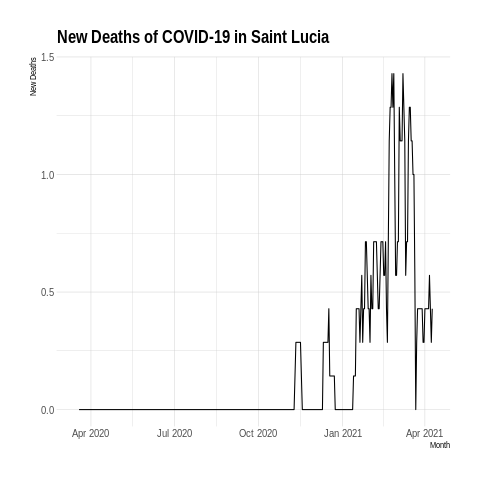 New Deaths of COVID-19 in Saint Lucia
New Deaths
1.5
1.0
0.5
0.0
Apr 2020 Jul 2020 Oct 2020 Jan 2021 Apr 2021
Month